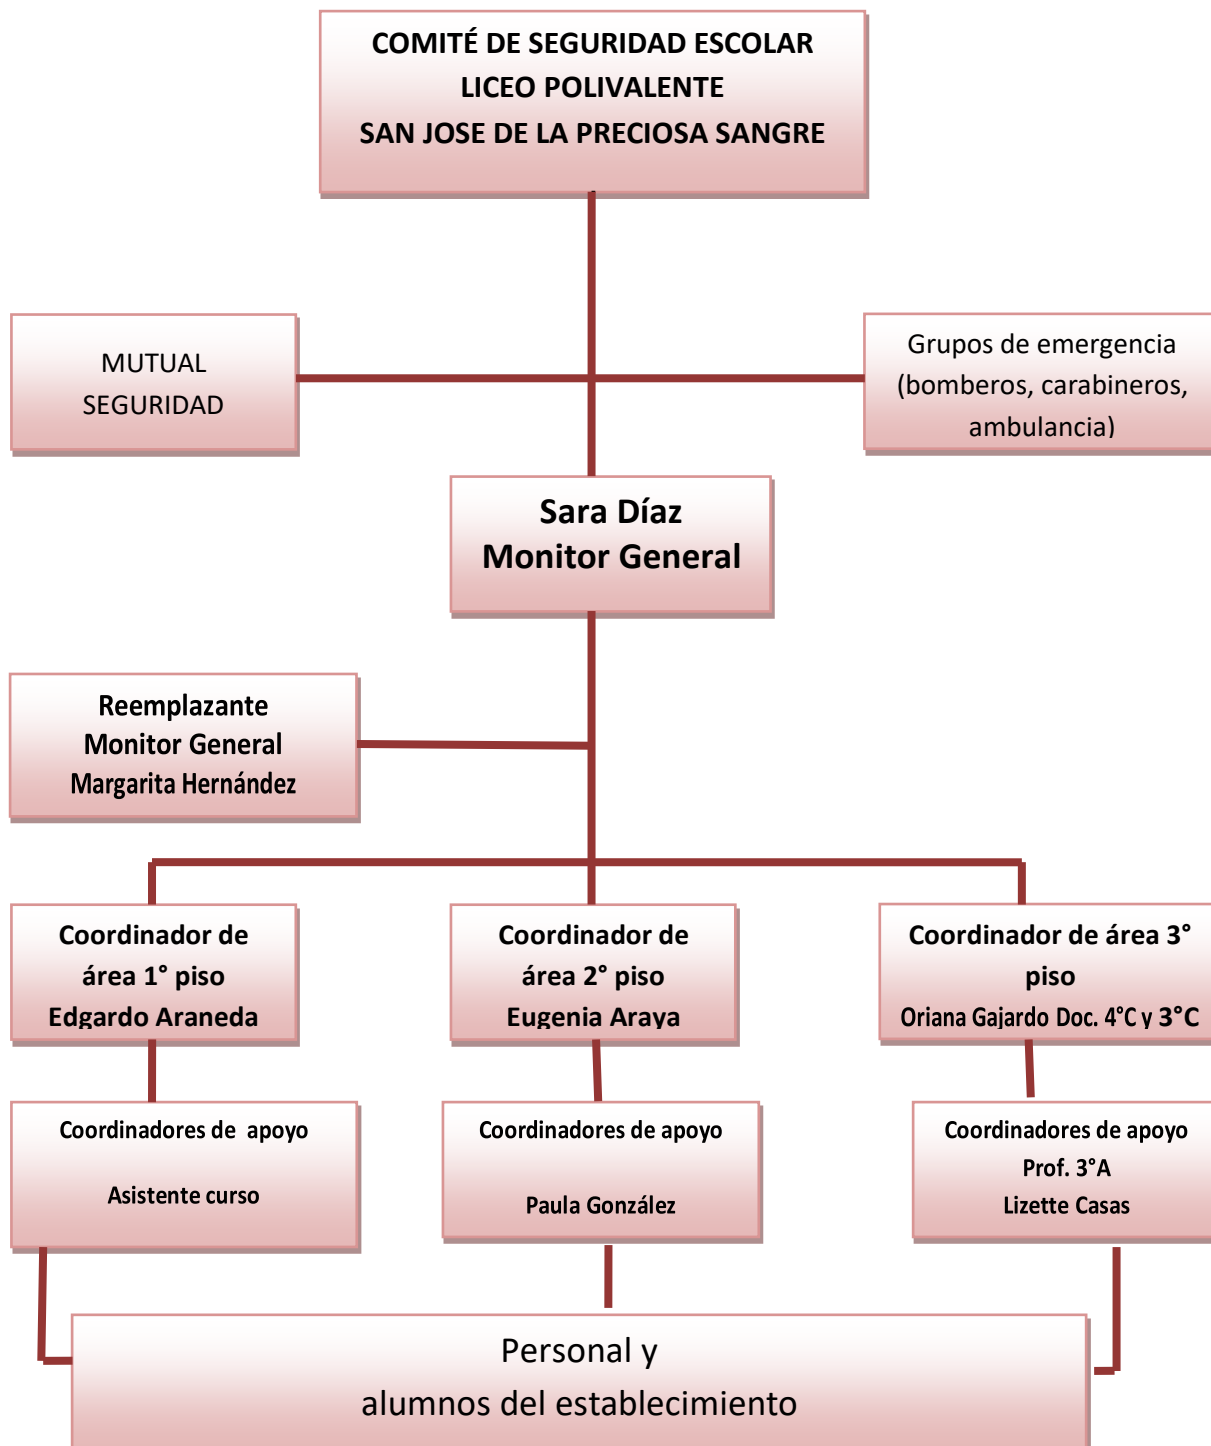 COMITÉ DE SEGURIDAD ESCOLAR
LICEO POLIVALENTE
SAN JOSE DE LA PRECIOSA SANGRE
MUTUAL
SEGURIDAD
Grupos de emergencia
(bomberos, carabineros,
ambulancia)
Sara Díaz
Monitor General
Reemplazante
Monitor General
Margarita Hernández
Coordinador de
área 1° piso
Edgardo Araneda
Coordinador de
área 2° piso
Eugenia Araya
Coordinador de área 3°
piso
Oriana Gajardo Doc. 4°C y 3°C
Coordinadores de  apoyo
Asistente curso
Coordinadores de apoyo
Paula González
Coordinadores de apoyo
Prof. 3°A
Lizette Casas
Personal y
alumnos del establecimiento